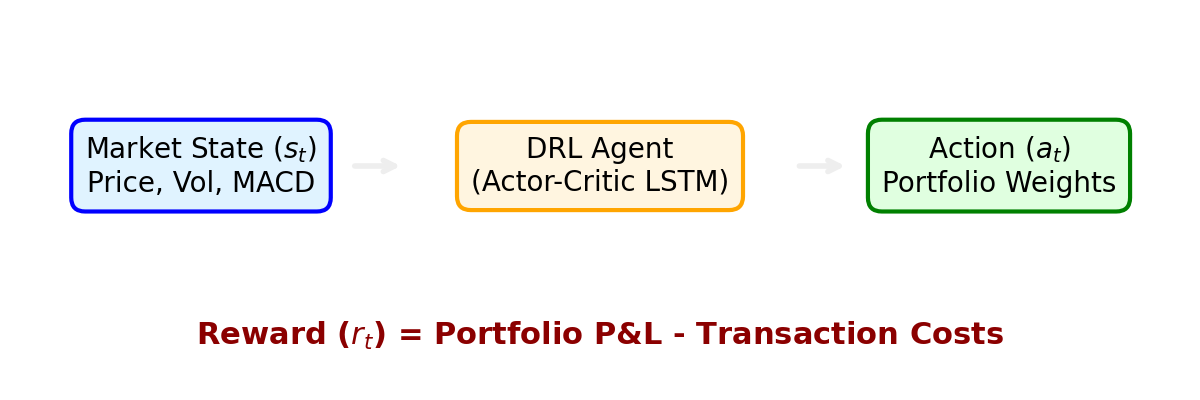 Market State (s_t)
Price, Vol, MACD
DRL Agent
(Actor-Critic LSTM)
Action (a_t)
Portfolio Weights
Reward (r_t) = Portfolio P&L - Transaction Costs